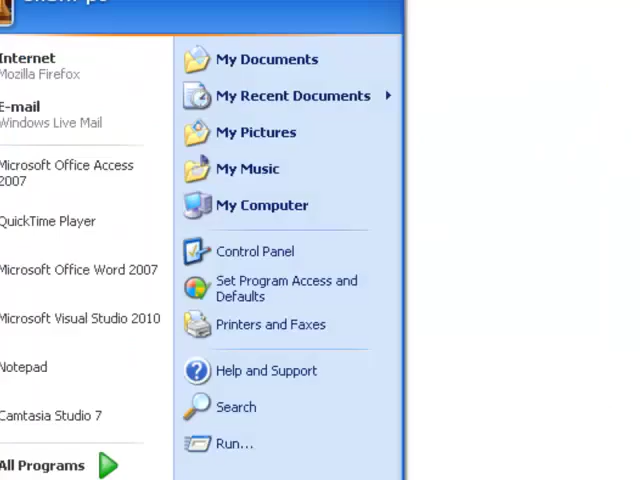 Internet
Mozilla Firefox
E-mail
Windows Live Mail
Microsoft Office Access
2007
QuickTime Player
Microsoft Office Word 2007
Microsoft Visual Studio 2010
Notepad
Camtasia Studio 7
All Programs
My Documents
My Recent Documents
My Pictures
My Music
My Computer
Control Panel
Set Program Access and
Defaults
Printers and Faxes
Help and Support
Search
Run...